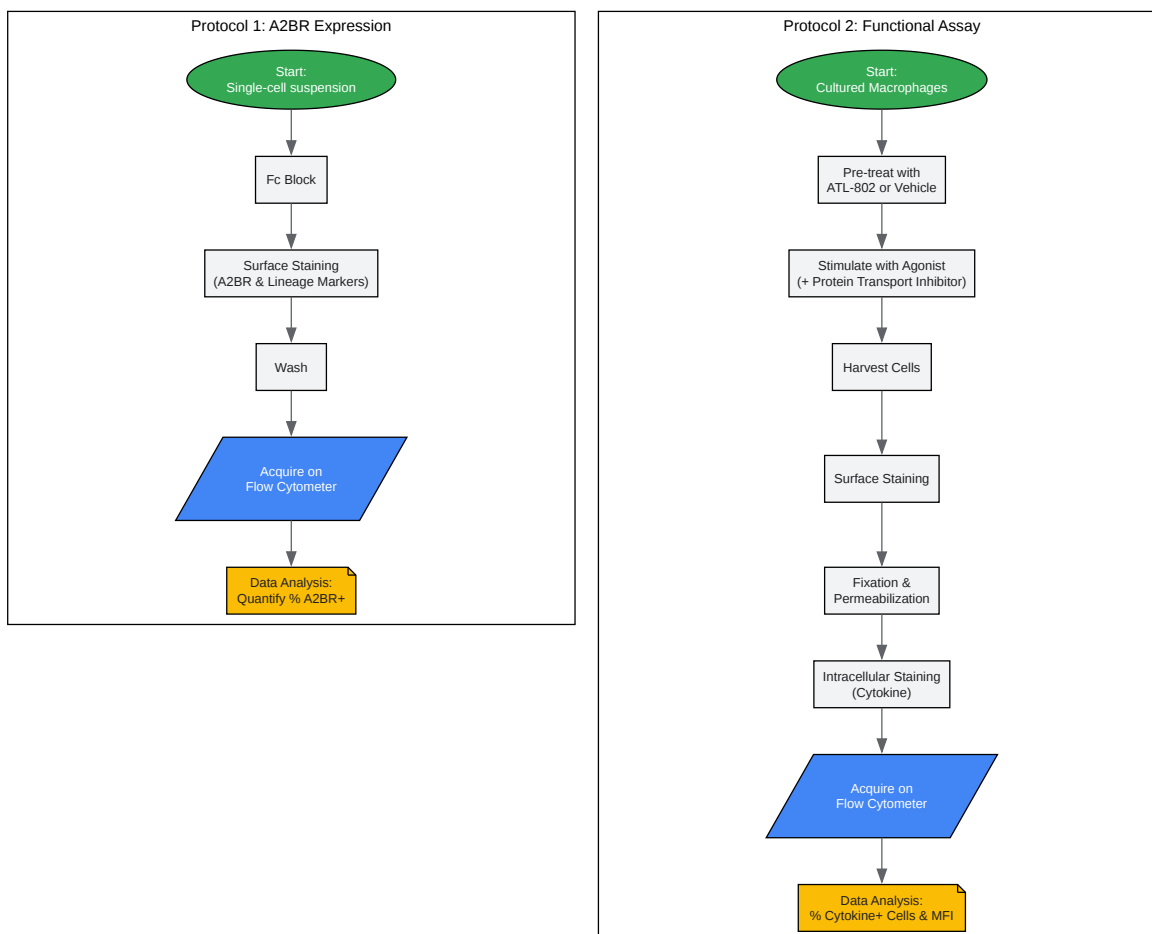 Protocol 1: A2BR Expression
Start:
Single-cell suspension
Fc Block
Surface Staining
(A2BR & Lineage Markers)
Wash
Acquire on
Flow Cytometer
Data Analysis:
Quantify % A2BR+
Protocol 2: Functional Assay
Start:
Cultured Macrophages
Pre-treat with
ATL-802 or Vehicle
Stimulate with Agonist
(+ Protein Transport Inhibitor)
Harvest Cells
Surface Staining
Fixation &
Permeabilization
Intracellular Staining
(Cytokine)
Acquire on
Flow Cytometer
Data Analysis:
% Cytokine+ Cells & MFI